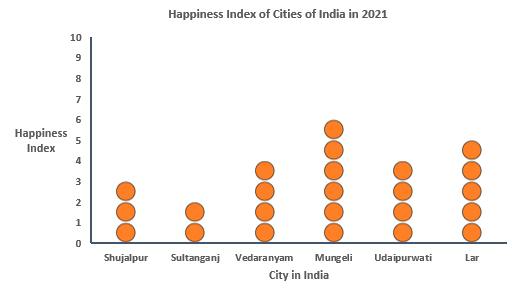 Happiness Index of Cities of India in 2021
10
9
8
7
6
5
4
3
2
1
0
Happiness
Index
Shujalpur Sultanganj Vedaranyam Mungeli Udaipurwati Lar
City in India